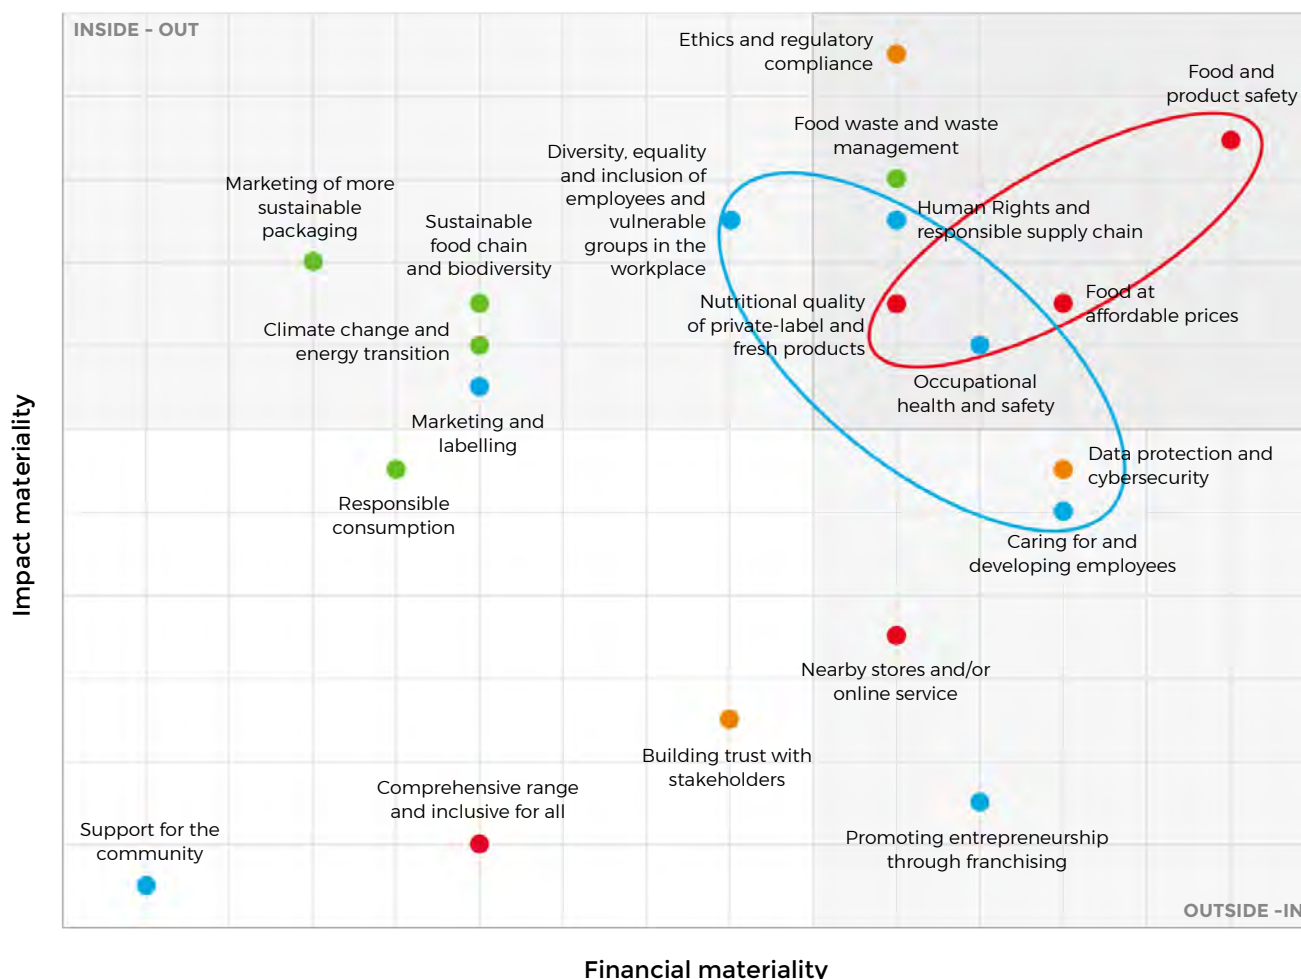 INSIDE - OUT
Ethics and regulatory
compliance
Food and
product safety
Food waste and waste
management
Diversity, equality
and inclusion of
employees and
vulnerable
groups in the
workplace
Marketing of more
sustainable
packaging
Sustainable
food chain
and biodiversity
Human Rights and
responsible supply chain
Nutritional quality
of private-label and
fresh products
Food at
affordable prices
Climate change and
energy transition
Occupational
health and safety
Marketing and
labelling
Data protection and
cybersecurity
Responsible
consumption
Caring for and
developing employees
Impact materiality
Nearby stores and/or
online service
Building trust with
stakeholders
Comprehensive range
and inclusive for all
Support for the
community
Promoting entrepreneurship
through franchising
OUTSIDE -IN
Financial materiality